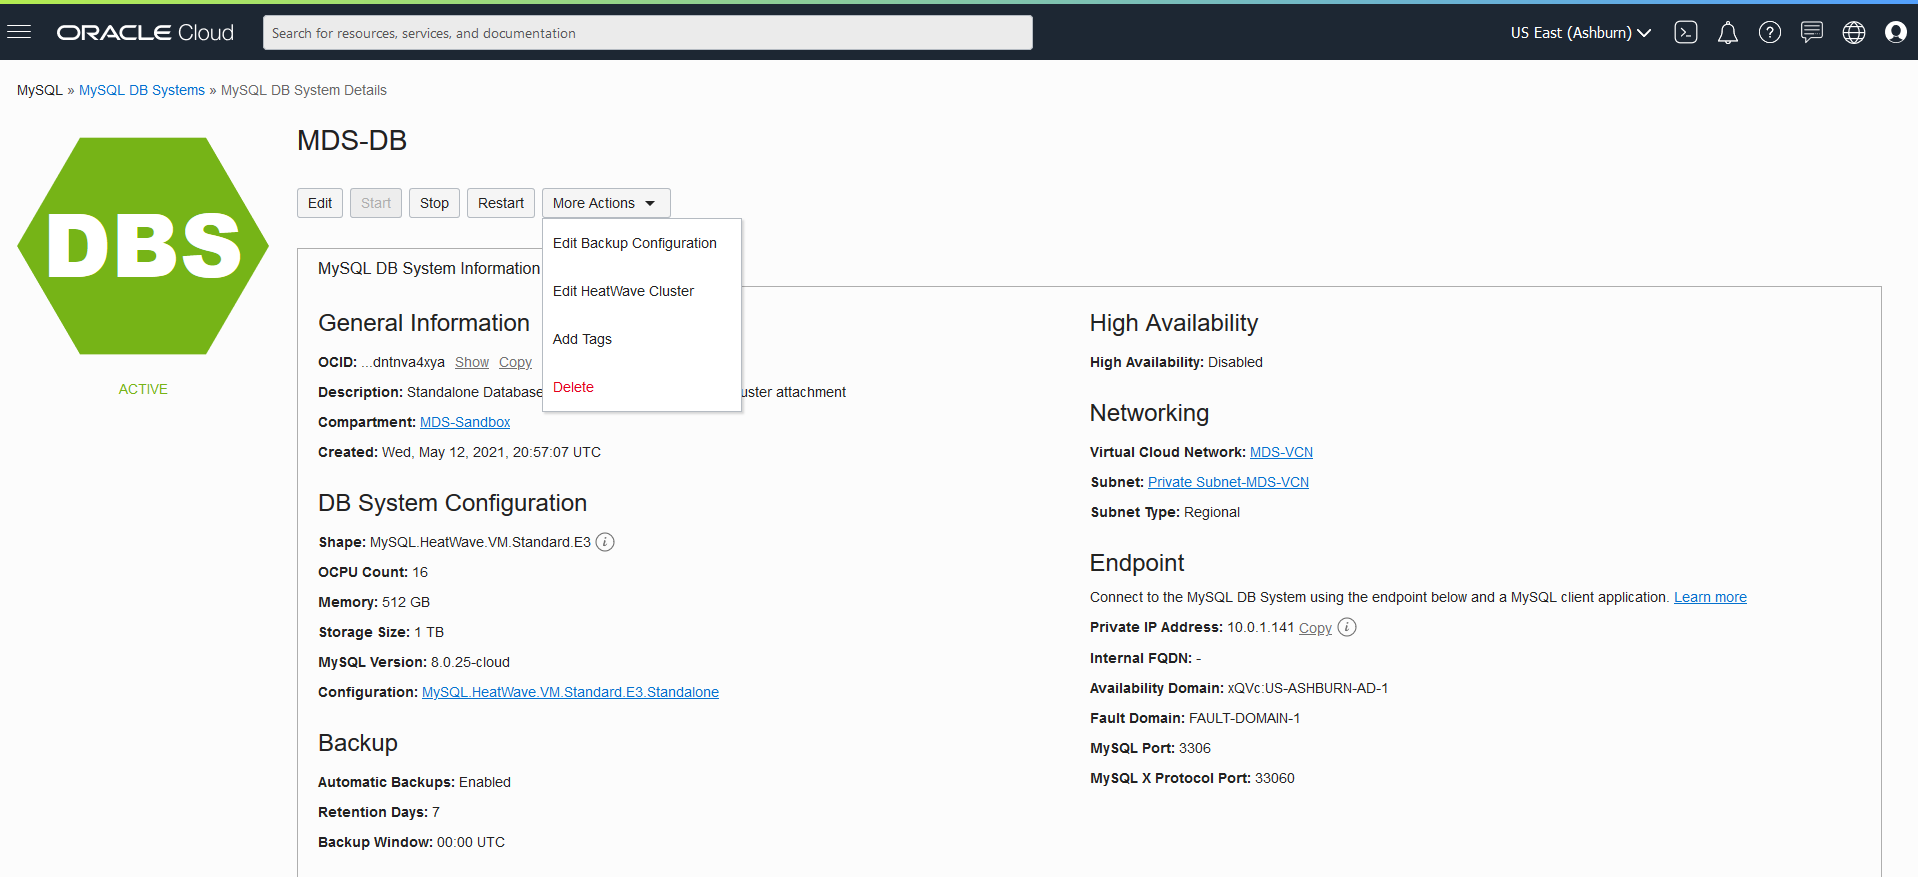 ORACLE Cloud
Search for resources, services, and documentation
US East (Ashburn)
MySQL » MySQL DB Systems » MySQL DB System Details
DBS
ACTIVE
MDS-DB
Edit Start Stop Restart More Actions
Edit Backup Configuration
Edit HeatWave Cluster
Add Tags
Delete
MySQL DB System Information
General Information
OCID: ...dntnva4xya Show Copy
Description: Standalone Database uster attachment
Compartment: MDS-Sandbox
Created: Wed, May 12, 2021, 20:57:07 UTC
DB System Configuration
Shape: MySQL.HeatWave.VM.Standard.E3
OCPU Count: 16
Memory: 512 GB
Storage Size: 1 TB
MySQL Version: 8.0.25-cloud
Configuration: MySQL.HeatWave.VM.Standard.E3.Standalone
Backup
Automatic Backups: Enabled
Retention Days: 7
Backup Window: 00:00 UTC
High Availability
High Availability: Disabled
Networking
Virtual Cloud Network: MDS-VCN
Subnet: Private Subnet-MDS-VCN
Subnet Type: Regional
Endpoint
Connect to the MySQL DB System using the endpoint below and a MySQL client application. Learn more
Private IP Address: 10.0.1.141 Copy
Internal FQDN: -
Availability Domain: xQVc:US-ASHBURN-AD-1
Fault Domain: FAULT-DOMAIN-1
MySQL Port: 3306
MySQL X Protocol Port: 33060